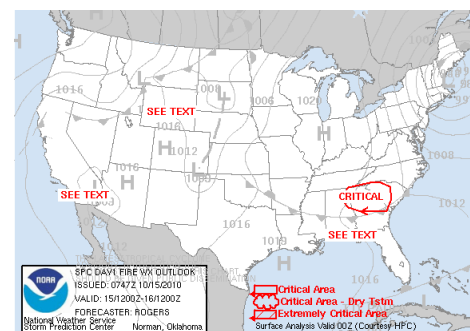 1016
1008
1008
1020
SEE TEXT
1016
H
1012
H
1008
1016
H
CRITICAL
SEE TEXT
H
1012
1016
SEE TEXT
1012
H
noaa
SPC DAY1 FIRE WX OUTLOOK
ISSUED: 0747Z 10/15/2010
VALID: 15/1200Z-16/1200Z
FORECASTER: ROGERS
National Weather Service
Storm Prediction Center Norman, Oklahoma
Critical Area
Critical Area - Dry Tstm
Extremely Critical Area
Surface Analysis Valid 00Z (Courtesy HPC)